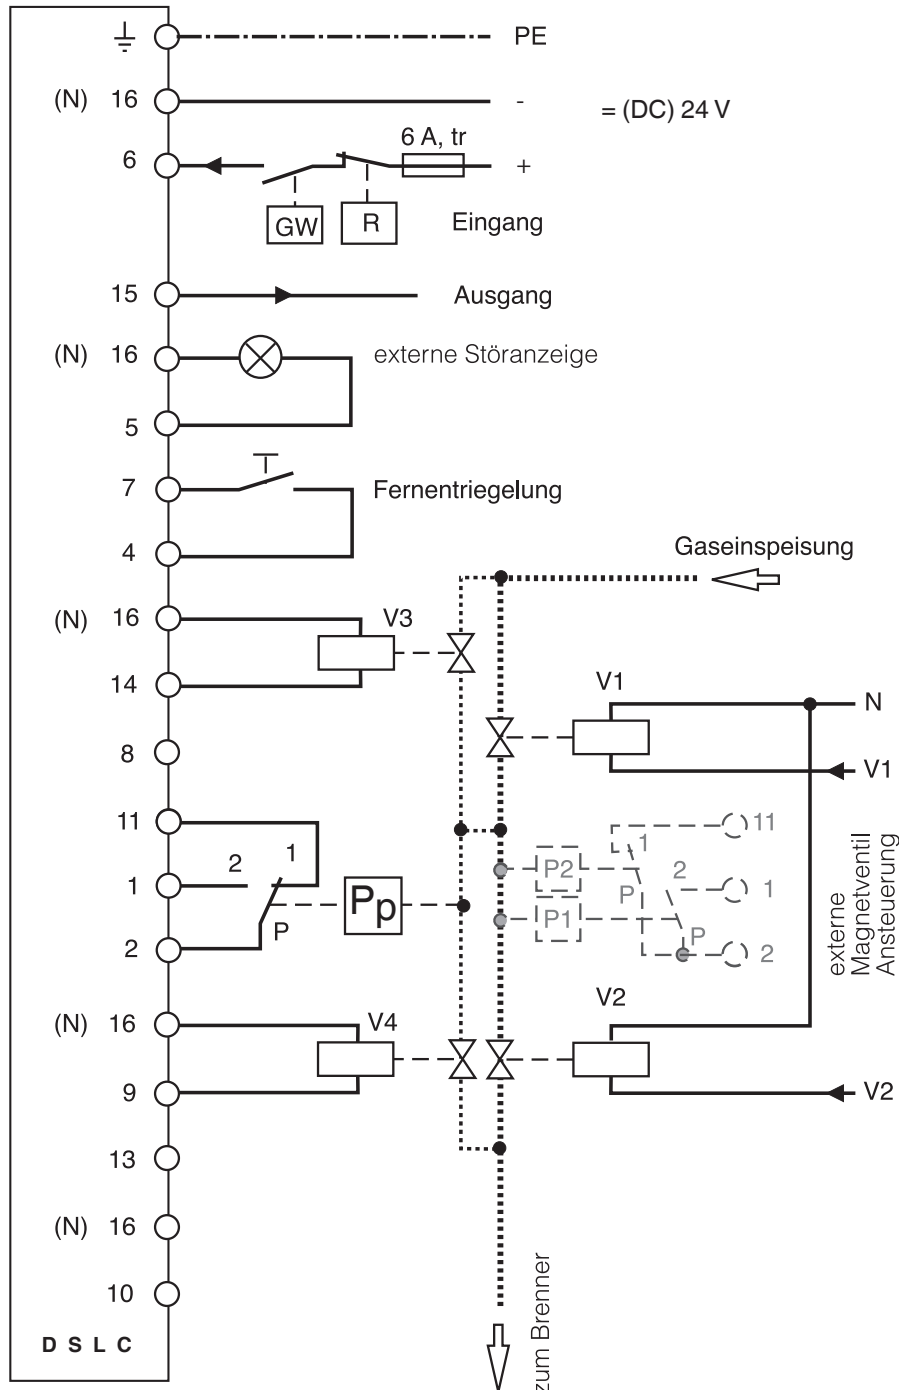 PE
(N) 16
-
= (DC) 24 V
6 A, tr
6
+
GW
R
Eingang
15
Ausgang
(N) 16
externe Störanzeige
5
7
Fernentriegelung
4
Gaseinspeisung
(N) 16
V3
14
V1
N
8
V1
11
1
11
2
1
P2
2
1
1
Pp
P
P
P1
P
2
2
externe
Magnetventil
Ansteuerung
(N) 16
V4
V2
9
V2
13
(N) 16
10
zum Brenner
D S L C